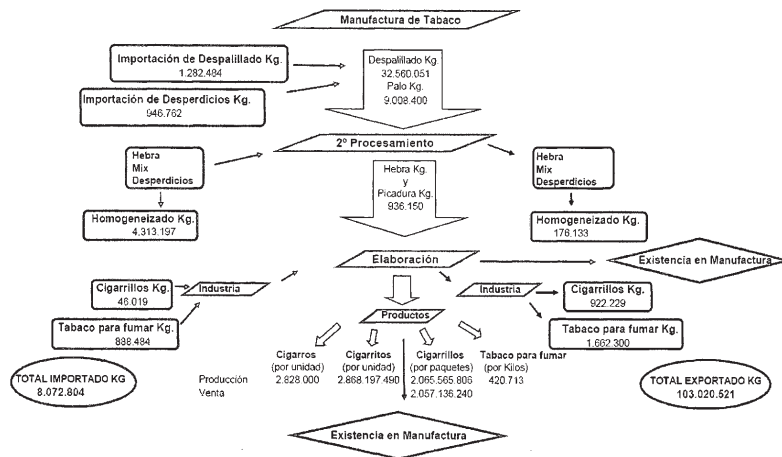 Manufactura de Tabaco
Importación de Despalillado Kg.
1.282.484
Importación de Desperdicios Kg.
946.762
Despalillado Kg.
32.560.051
Palo Kg.
9.008.400
2º Procesamiento
Hebra
Mix
Desperdicios
Hebra Kg.
y
Picadura Kg.
936.150
Hebra
Mix
Desperdicios
Homogeneizado Kg.
4.313.197
Homogeneizado Kg.
176.133
Elaboración
Existencia en Manufactura
Cigarrillos Kg.
46.019
Industria
Industria
Cigarrillos Kg.
922.229
Tabaco para fumar Kg.
888.484
Productos
Tabaco para fumar Kg.
1.662.300
Cigarros Cigarritos Cigarrillos Tabaco para fumar
(por unidad) (por unidad) (por paquetes) (por Kilos)
Producción 2.828.000 2.868.197.490 2.065.565.806 420.713
Venta 2.057.136.240
TOTAL IMPORTADO KG
8.072.804
TOTAL EXPORTADO KG
103.020.521
Existencia en Manufactura